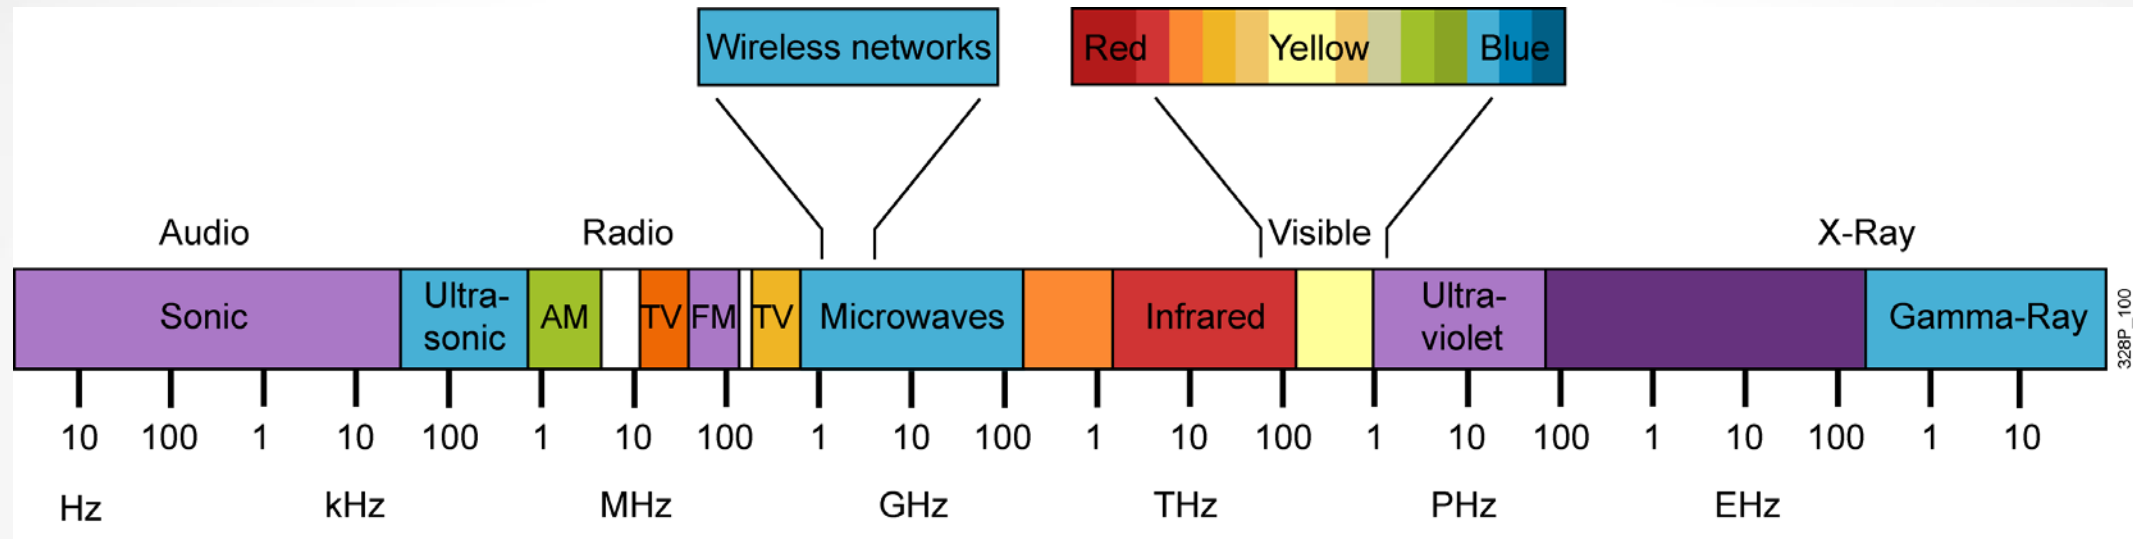 Wireless networks
Red Yellow Blue
Audio Radio Visible X-Ray
Sonic Ultra- AM TV FM TV Microwaves Infrared Ultra- Gamma-Ray
sonic violet
10 100 1 10 100 1 10 100 1 10 100 1 10 100 1 10 100 1 10 100 1 10
Hz kHz MHz GHz THz PHz EHz
328P_100